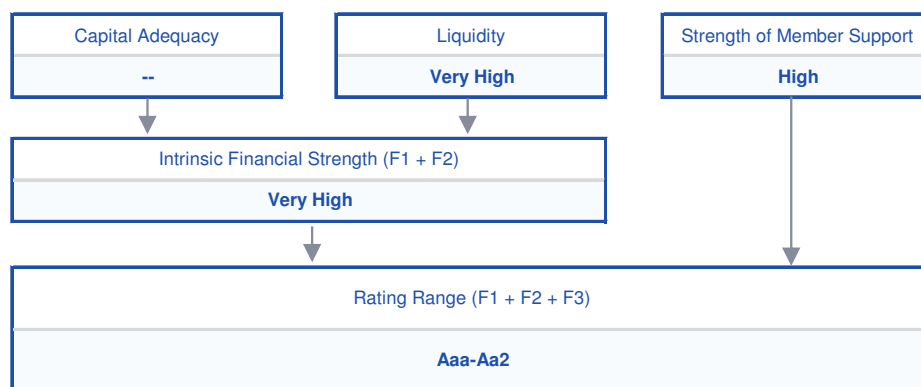 Capital Adequacy
--
Liquidity
Very High
Strength of Member Support
High
Intrinsic Financial Strength (F1 + F2)
Very High
Rating Range (F1 + F2 + F3)
Aaa-Aa2